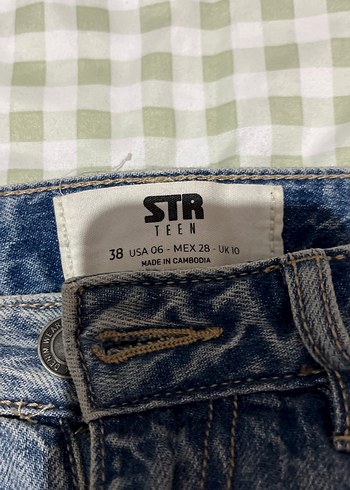 STR
TEEN
38 USA 06 - MEX 28 - UK 10
MADE IN CAMBODIA